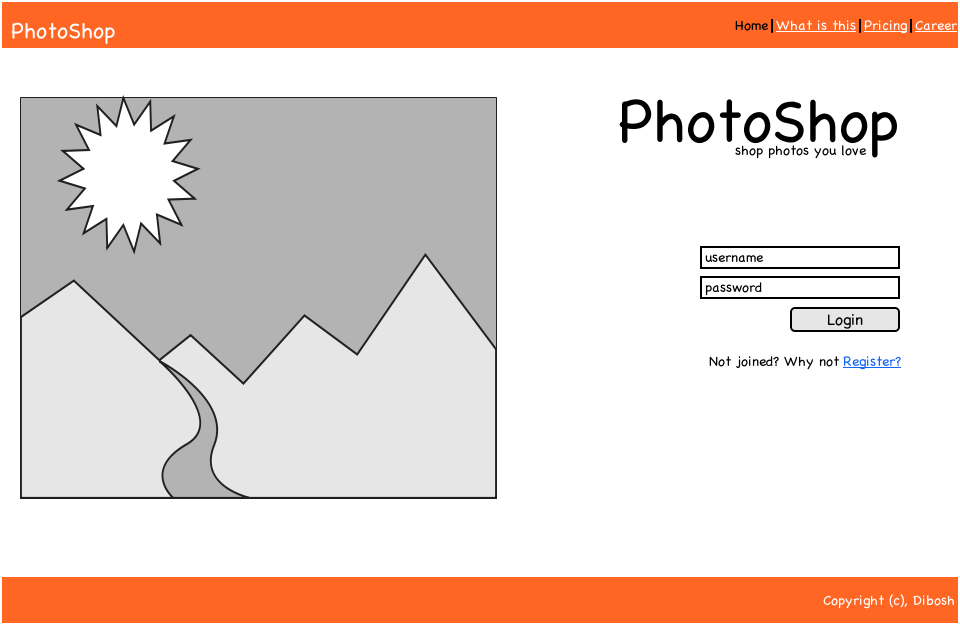 PhotoShop
Home|What is this|Pricing|Career
PhotoShop
shop photos you love
username
password
Login
Not joined? Why not Register?
Copyright (c), Dibosh